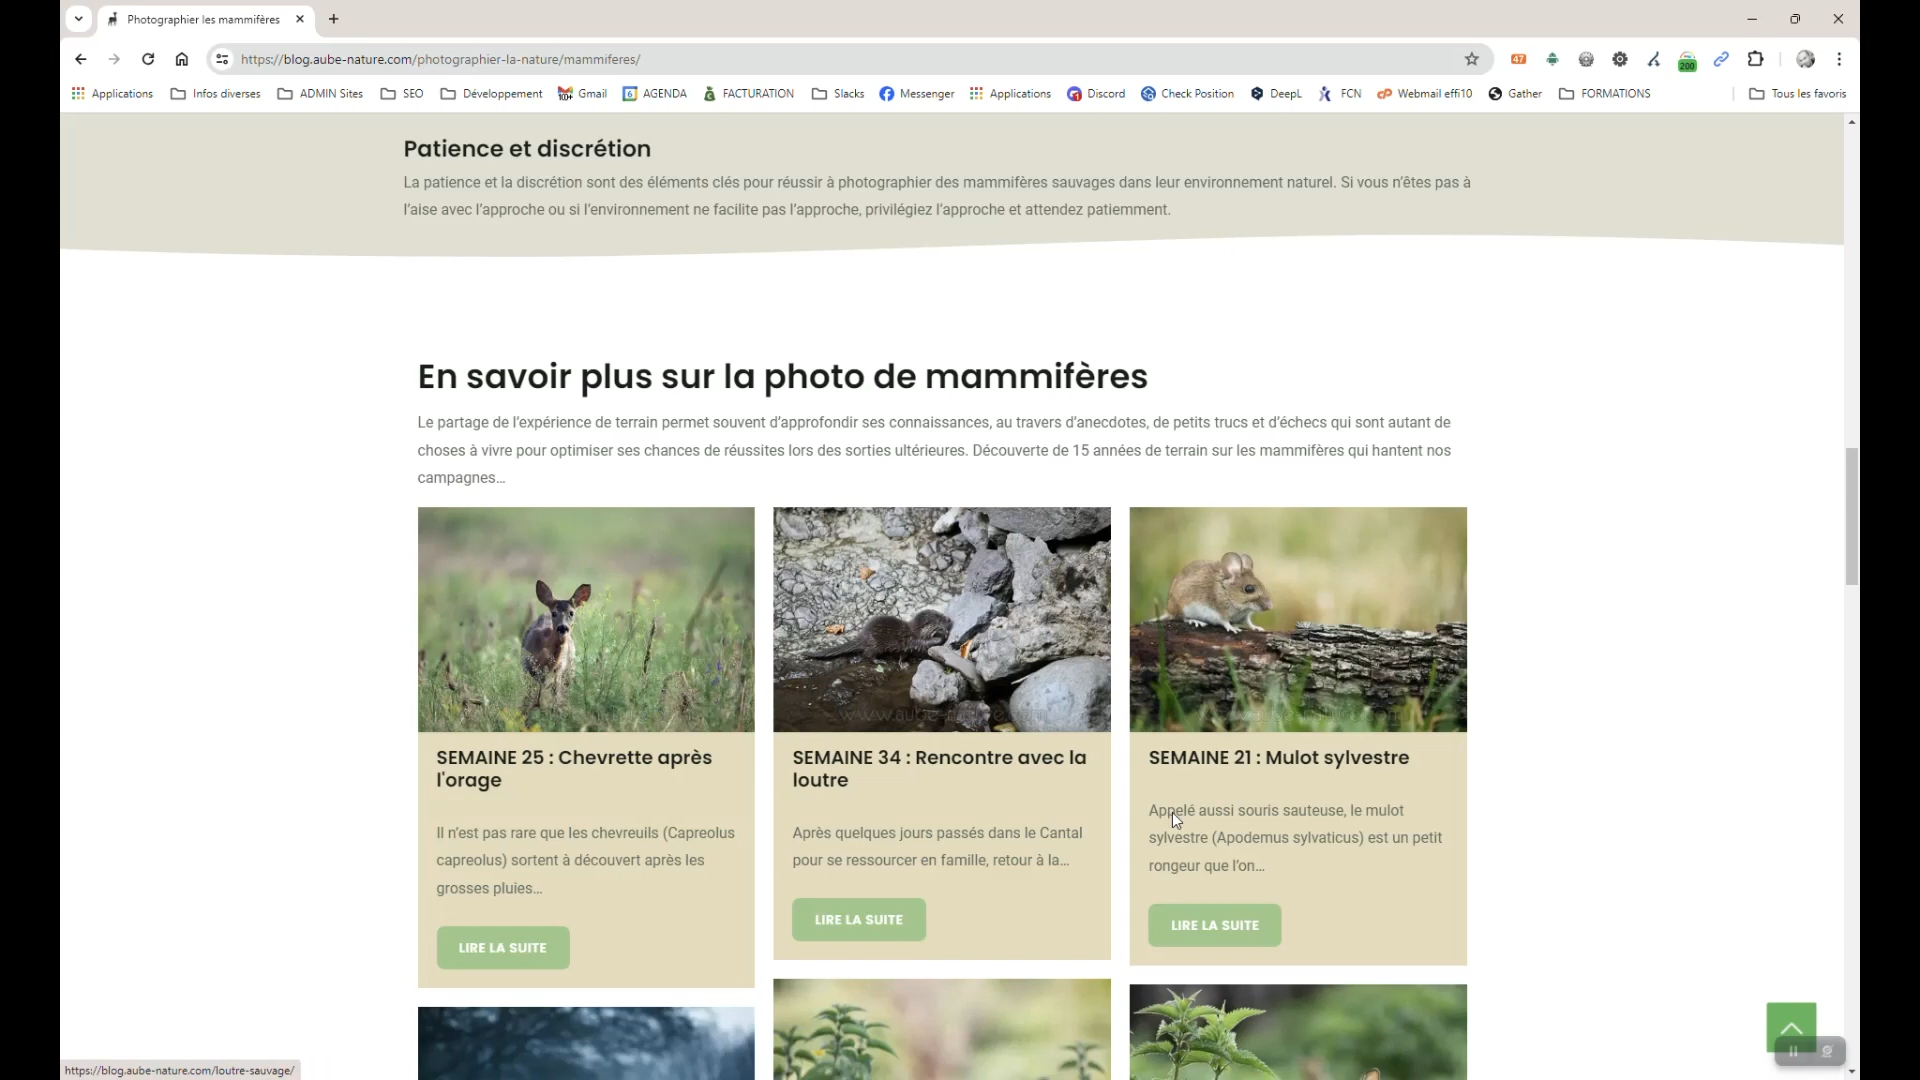 Photographier les mammifères
https://blog.aube-nature.com/photographier-la-nature/mammiferes/
47
200
Applications
Infos diverses
ADMIN Sites
SEO
Développement
Gmail
AGENDA
FACTURATION
Slacks
Messenger
Applications
Discord
Check Position
DeepL
FCN
Webmail effi10
Gather
FORMATIONS
Tous les favoris
Patience et discrétion
La patience et la discrétion sont des éléments clés pour réussir à photographier des mammifères sauvages dans leur environnement naturel. Si vous n'êtes pas à
l'aise avec l'approche ou si l'environnement ne facilite pas l'approche, privilégiez l'approche et attendez patiemment.
En savoir plus sur la photo de mammifères
Le partage de l'expérience de terrain permet souvent d'approfondir ses connaissances, au travers d'anecdotes, de petits trucs et d'échecs qui sont autant de
choses à vivre pour optimiser ses chances de réussites lors des sorties ultérieures. Découverte de 15 années de terrain sur les mammifères qui hantent nos
campagnes...
SEMAINE 25 : Chevrette après
l'orage
Il n'est pas rare que les chevreuils (Capreolus
capreolus) sortent à découvert après les
grosses pluies...
LIRE LA SUITE
SEMAINE 34 : Rencontre avec la
loutre
Après quelques jours passés dans le Cantal
pour se ressourcer en famille, retour à la...
LIRE LA SUITE
SEMAINE 21 : Mulot sylvestre
Appelé aussi souris sauteuse, le mulot
sylvestre (Apodemus sylvaticus) est un petit
rongeur que l'on...
LIRE LA SUITE
https://blog.aube-nature.com/loutre-sauvage/